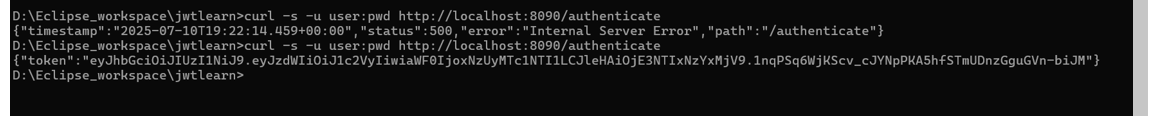 D:\Eclipse_workspace\jwtlearn>curl -s -u user:pwd http://localhost:8090/authenticate
{"timestamp":"2025-07-10T19:22:14.459+00:00","status":500,"error":"Internal Server Error","path":"/authenticate"}
D:\Eclipse_workspace\jwtlearn>curl -s -u user:pwd http://localhost:8090/authenticate
{"token":"eyJhbGciOiJIUzI1NiJ9.eyJzdWIiOiJ1c2VyIiwiaWF0IjoxNzUyMTc1NTI1LCJleHAiOjE3NTIxNzYxMjV9.1nqPSq6WjKScv_cJYNpPKA5hfSTmUDnzGguGVn-biJM"}
D:\Eclipse_workspace\jwtlearn>